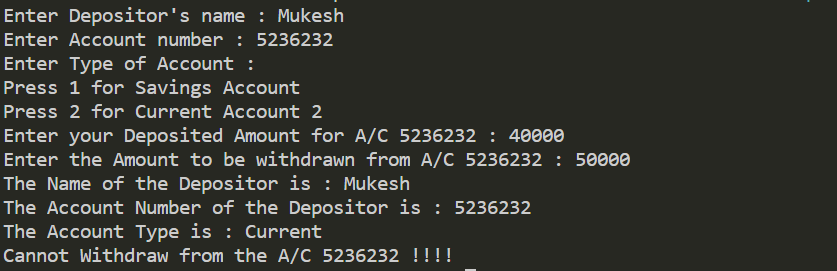 Enter Depositor's name : Mukesh
Enter Account number : 5236232
Enter Type of Account :
Press 1 for Savings Account
Press 2 for Current Account 2
Enter your Deposited Amount for A/C 5236232 : 40000
Enter the Amount to be withdrawn from A/C 5236232 : 50000
The Name of the Depositor is : Mukesh
The Account Number of the Depositor is : 5236232
The Account Type is : Current
Cannot Withdraw from the A/C 5236232 !!!!